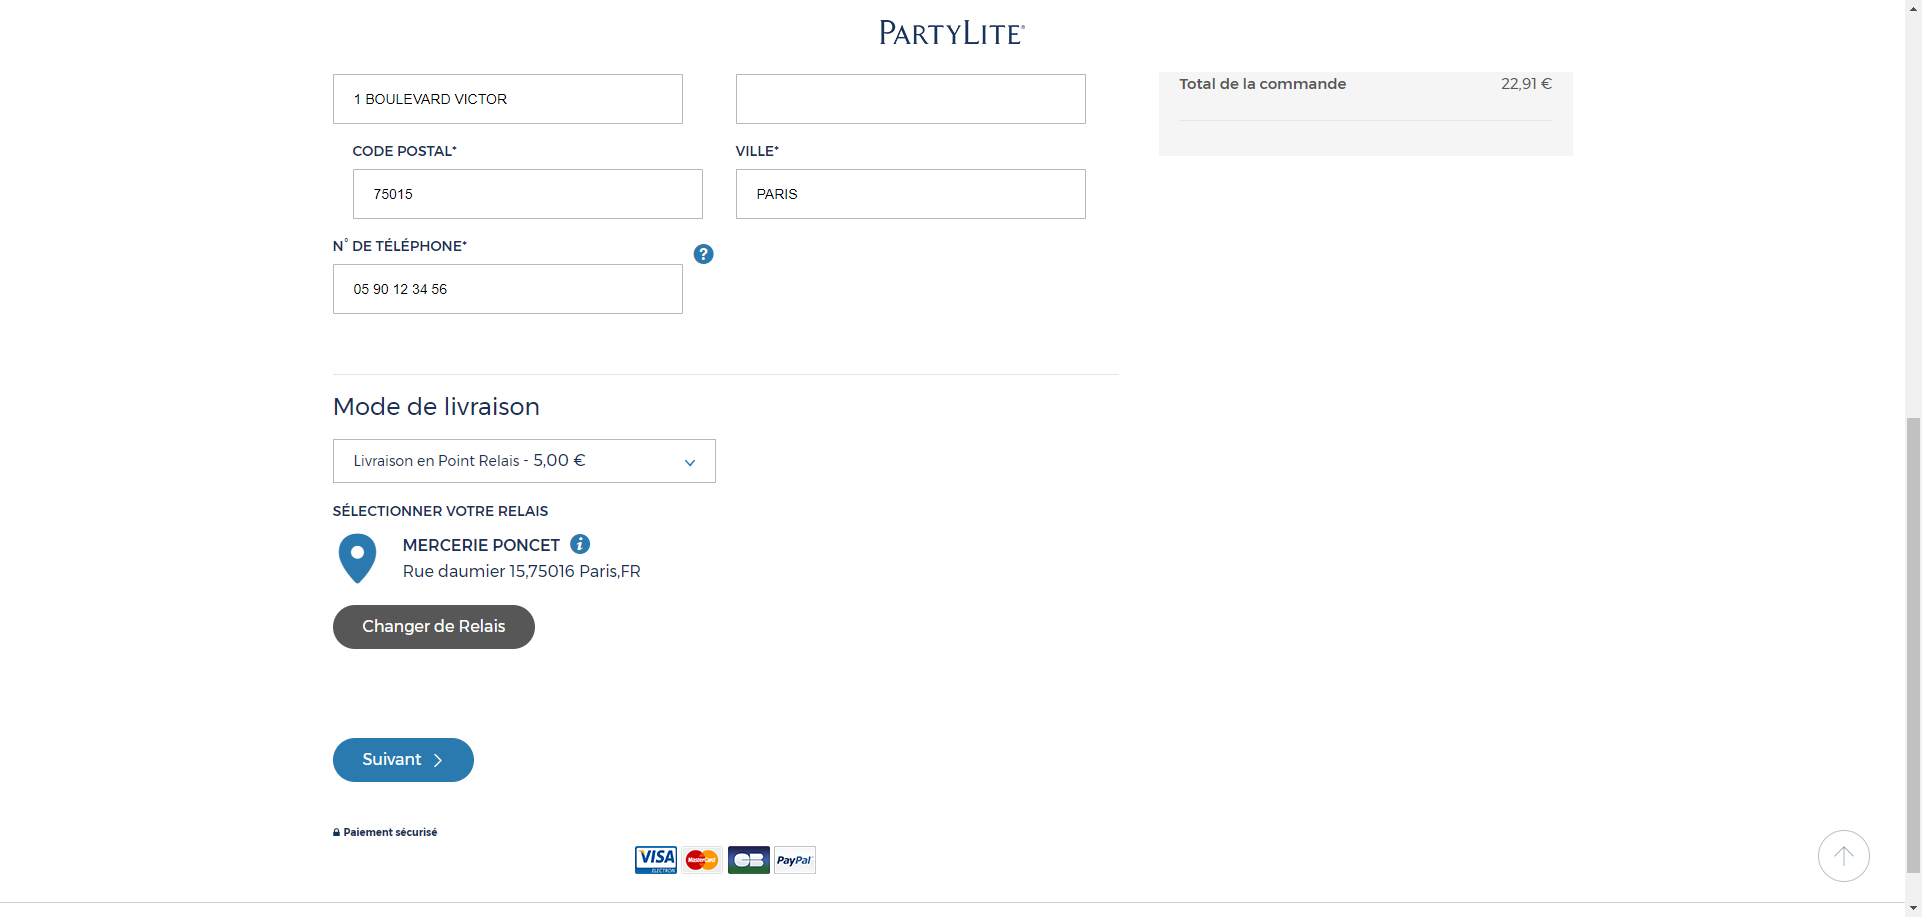 PARTYLITE®
1 BOULEVARD VICTOR
Total de la commande 22,91 €
CODE POSTAL* VILLE*
75015 PARIS
N° DE TÉLÉPHONE*
?
05 90 12 34 56
Mode de livraison
Livraison en Point Relais - 5,00 €
SÉLECTIONNER VOTRE RELAIS
MERCERIE PONCET i
Rue daumier 15,75016 Paris,FR
Changer de Relais
Suivant
Paiement sécurisé
VISA ELECTRON MasterCard CB PayPal